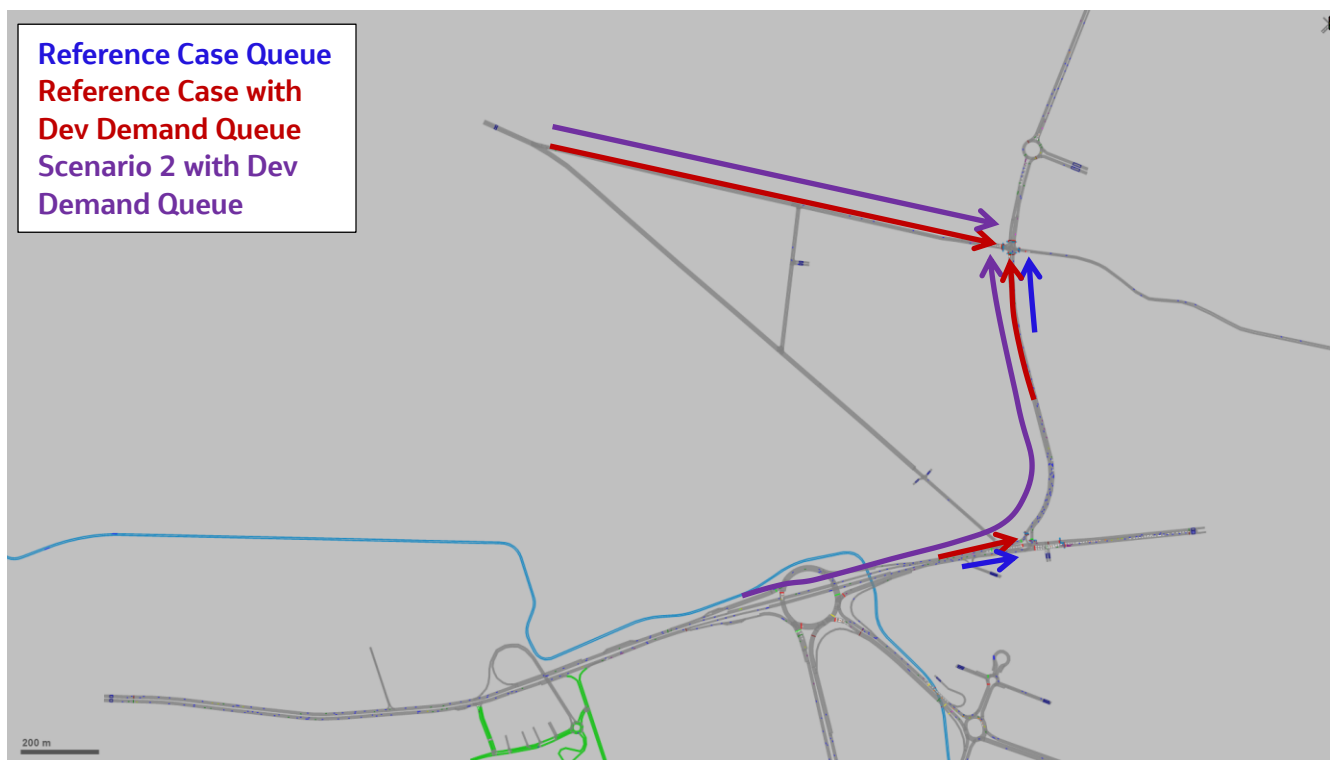 Reference Case Queue
Reference Case with
Dev Demand Queue
Scenario 2 with Dev
Demand Queue
200 m